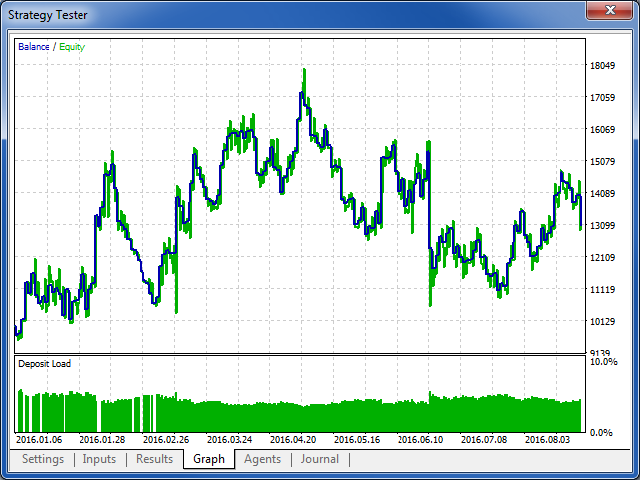 Strategy Tester
Balance / Equity
18049
17059
16069
15079
14089
13099
12109
11119
10129
9139
Deposit Load
10.0%
0.0%
2016.01.06 2016.01.28 2016.02.26 2016.03.24 2016.04.20 2016.05.16 2016.06.10 2016.07.08 2016.08.03
Settings Inputs Results Graph Agents Journal